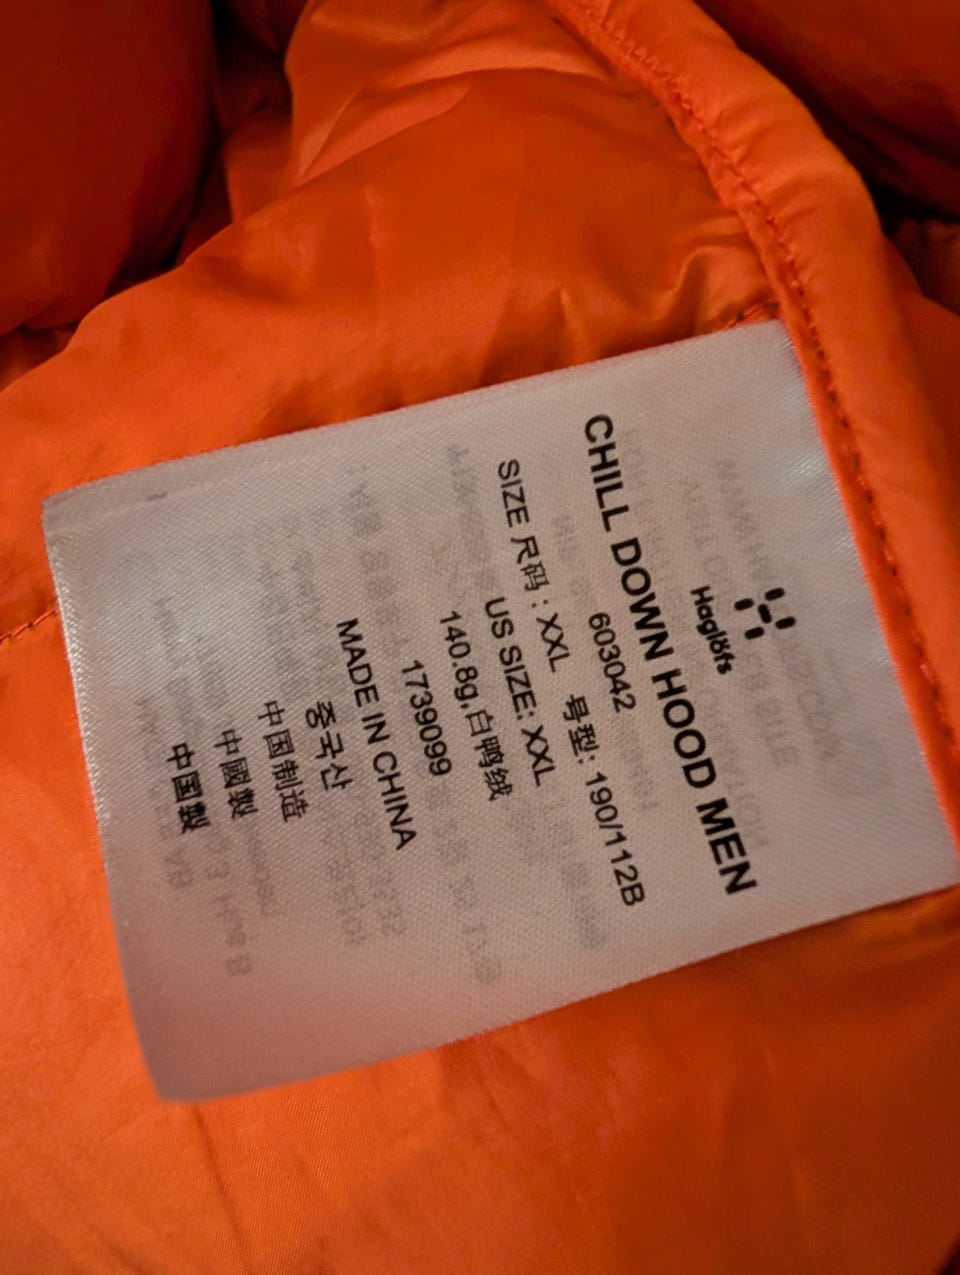 Haglöfs
CHILL DOWN HOOD MEN
603042
SIZE 尺码 : XXL 号型: 190/112B
US SIZE: XXL
140.8g,白鸭绒
1739099
MADE IN CHINA
중국산
中国制造
中國製
中国製